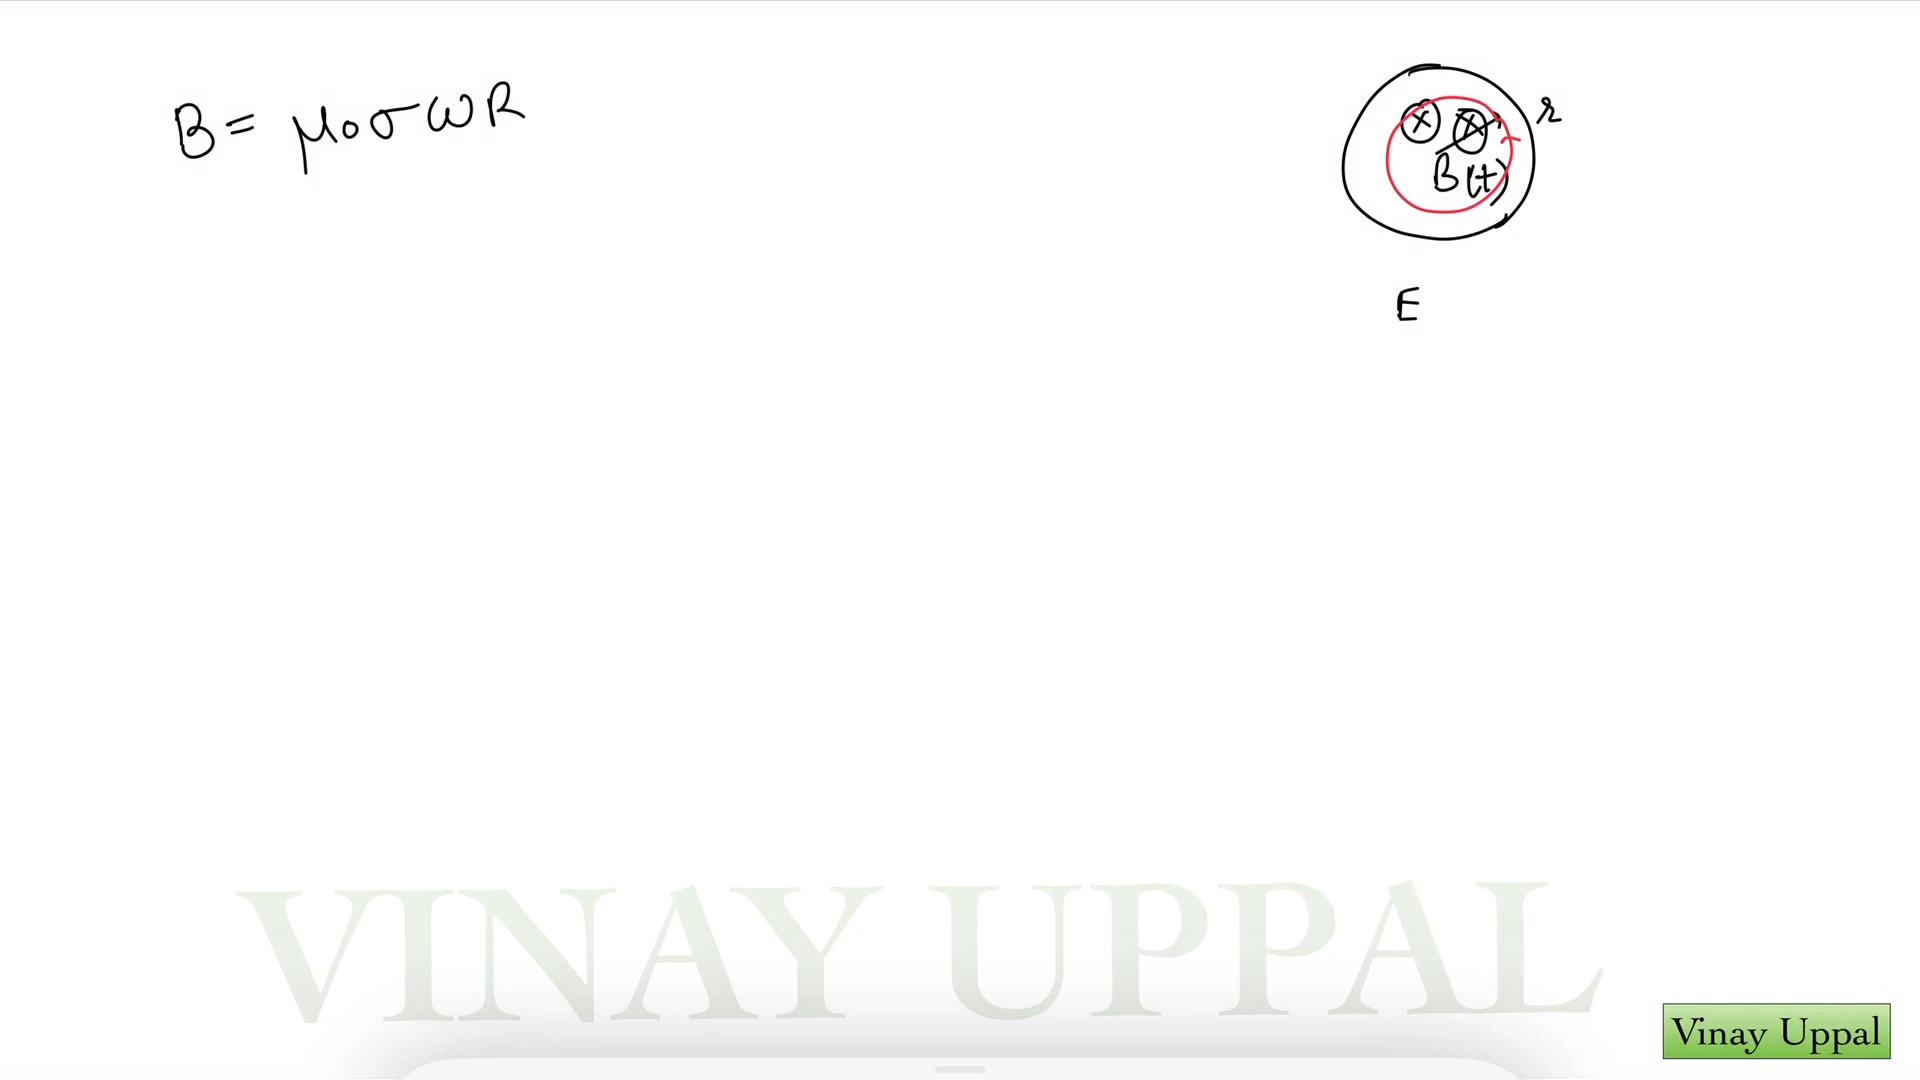 B = μ₀σωR
r
B(t)
E
VINAY UPPAL
Vinay Uppal